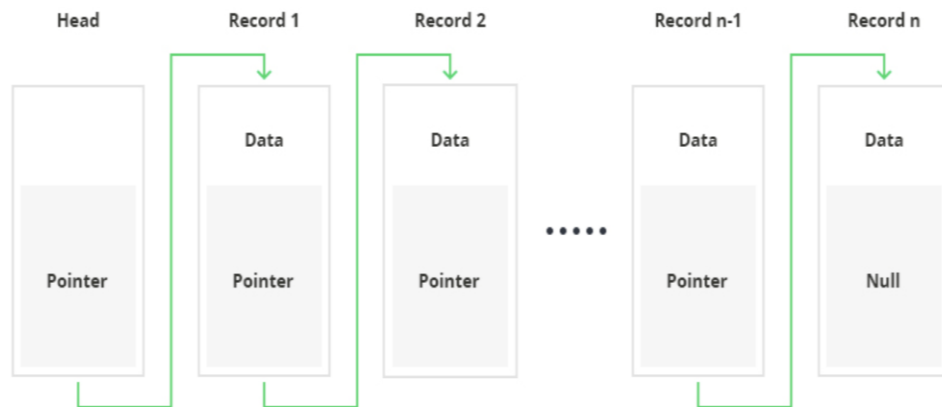 Head Record 1 Record 2 Record n-1 Record n
Data Data Data Data
Pointer Pointer Pointer Pointer Null